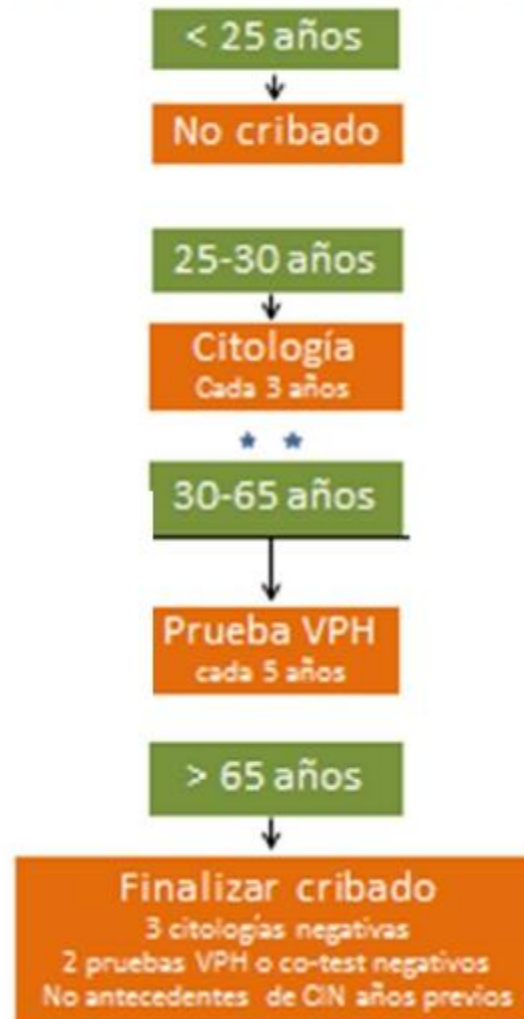 < 25 años
No cribado
25-30 años
Citología
Cada 3 años
* *
30-65 años
Prueba VPH
cada 5 años
> 65 años
Finalizar cribado
3 citologías negativas
2 pruebas VPH o co-test negativos
No antecedentes de CIN años previos